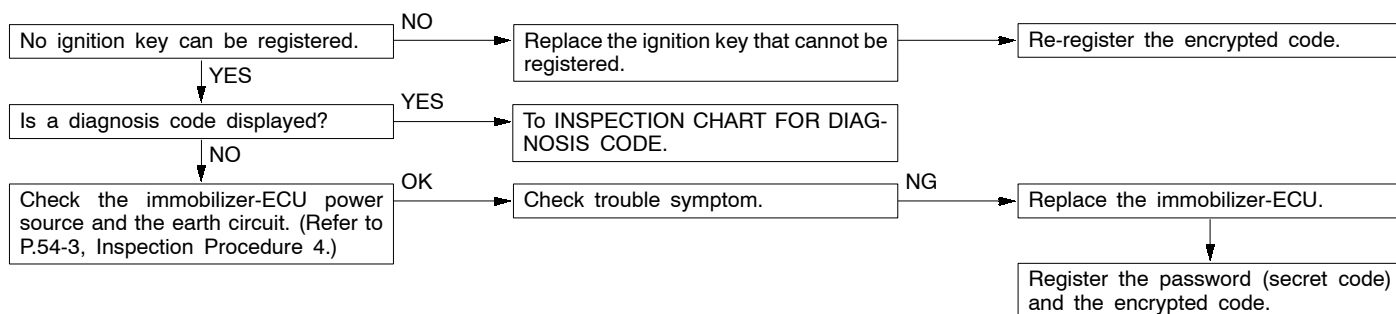 No ignition key can be registered.
NO
Replace the ignition key that cannot be
registered.
Re-register the encrypted code.
YES
Is a diagnosis code displayed?
YES
To INSPECTION CHART FOR DIAG-
NOSIS CODE.
NO
Check the immobilizer-ECU power
source and the earth circuit. (Refer to
P.54-3, Inspection Procedure 4.)
OK
Check trouble symptom.
NG
Replace the immobilizer-ECU.
Register the password (secret code)
and the encrypted code.